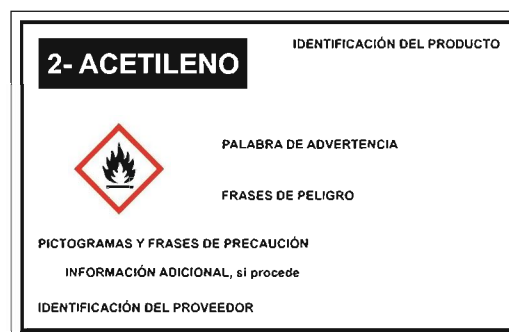 IDENTIFICACIÓN DEL PRODUCTO
2- ACETILENO
PALABRA DE ADVERTENCIA
FRASES DE PELIGRO
PICTOGRAMAS Y FRASES DE PRECAUCIÓN
INFORMACIÓN ADICIONAL, si procede
IDENTIFICACIÓN DEL PROVEEDOR